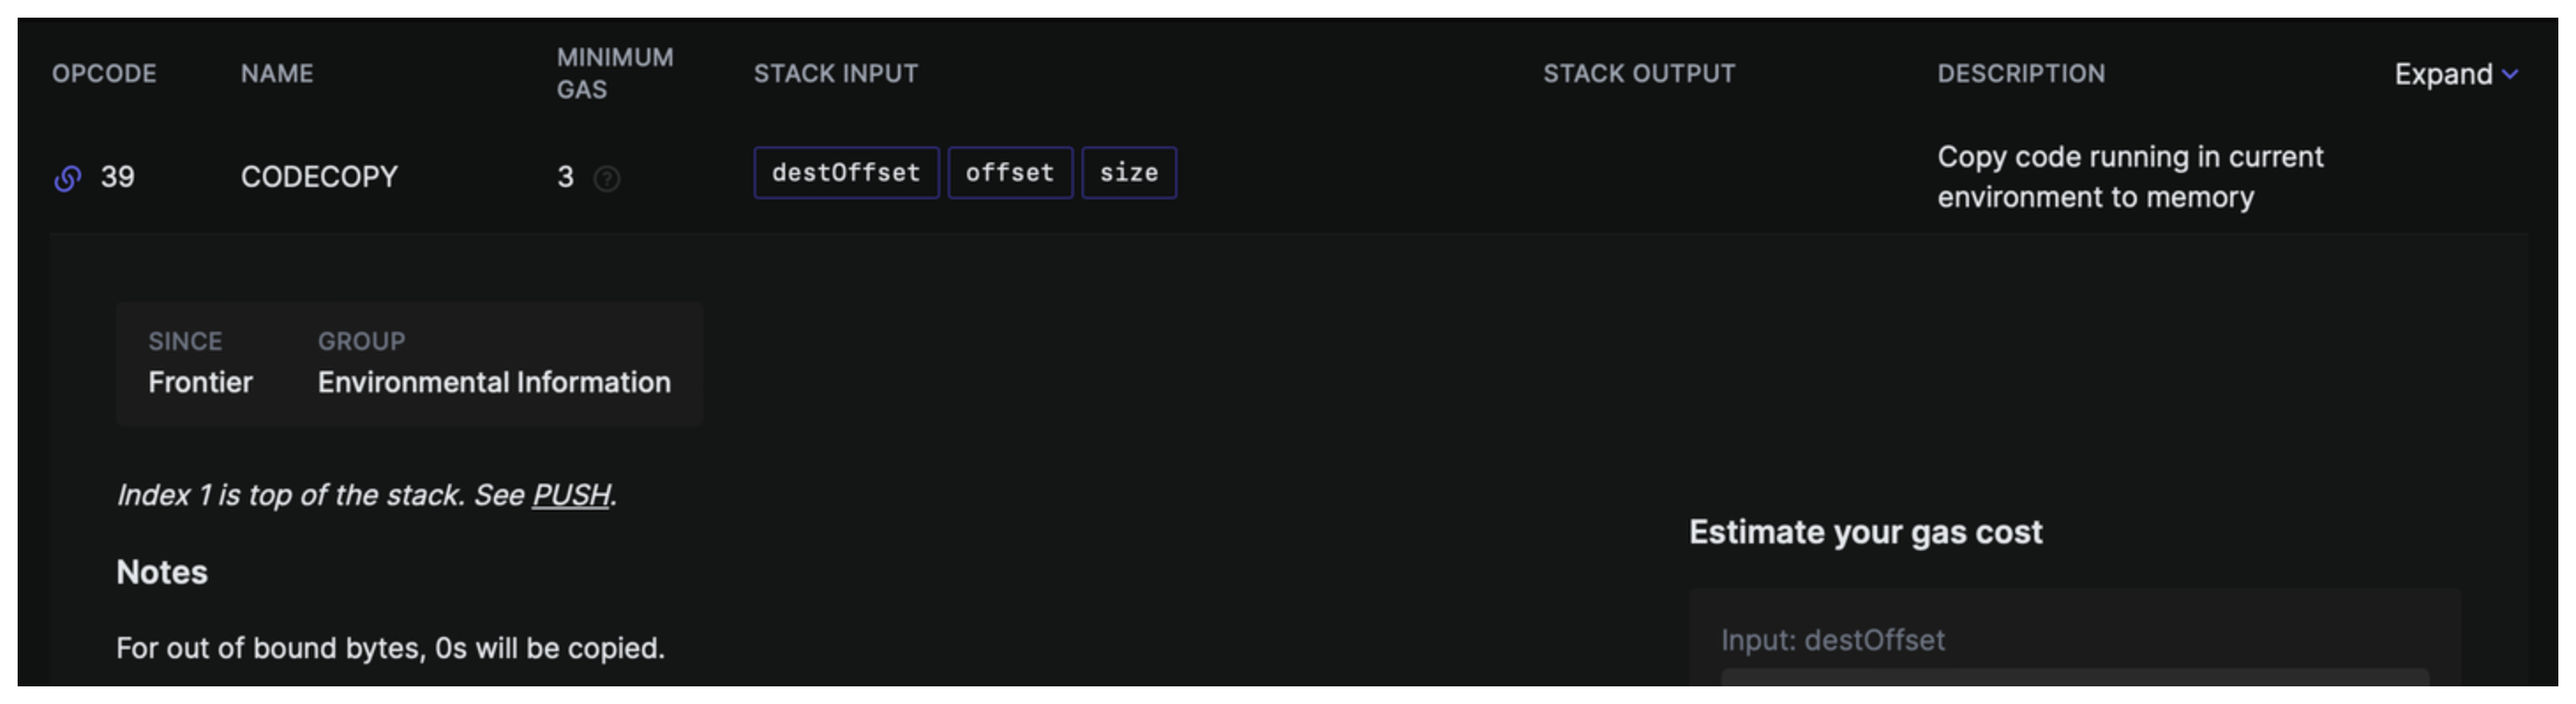 OPCODE NAME MINIMUM GAS STACK INPUT STACK OUTPUT DESCRIPTION Expand
39 CODECOPY 3 ? destOffset offset size Copy code running in current
environment to memory
SINCE GROUP
Frontier Environmental Information
Index 1 is top of the stack. See PUSH.
Notes
For out of bound bytes, 0s will be copied.
Estimate your gas cost
Input: destOffset